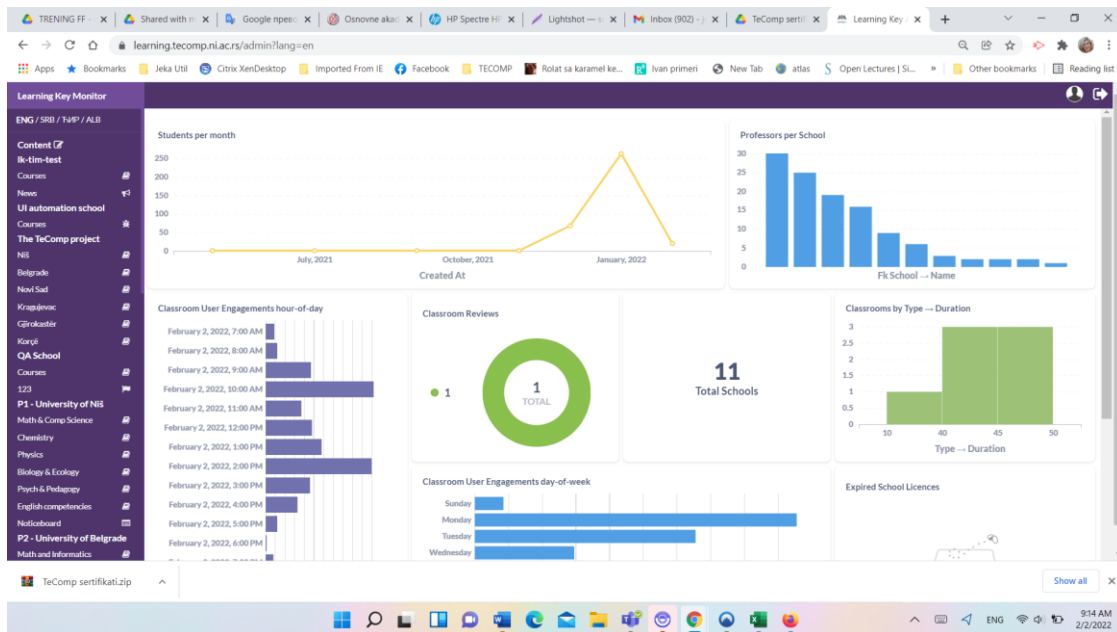 TRENING FF -
Shared with m
Google преве
Osnovne akad
HP Spectre H
Lightshot — s
Inbox (902) - j
TeComp sertif
Learning Key
learning.tecomp.ni.ac.rs/admin?lang=en
Apps
Bookmarks
Jeka Util
Citrix XenDesktop
Imported From IE
Facebook
TECOMP
Rolat sa karamel ke...
Ivan primeri
New Tab
atlas
Open Lectures | Si...
»
Other bookmarks
Reading list
Learning Key Monitor
ENG / SRB / ЋИР / ALB
Content
lk-tim-test
Courses
News
UI automation school
Courses
The TeComp project
Niš
Belgrade
Novi Sad
Kragujevac
Gjirokastër
Korçë
QA School
Courses
123
P1 - University of Niš
Math & Comp Science
Chemistry
Physics
Biology & Ecology
Psych & Pedagogy
English competencies
Noticeboard
P2 - University of Belgrade
Math and Informatics
Students per month
250
200
150
100
50
0
July, 2021
October, 2021
January, 2022
Created At
Professors per School
30
25
20
15
10
5
0
Fk School → Name
Classroom User Engagements hour-of-day
February 2, 2022, 7:00 AM
February 2, 2022, 8:00 AM
February 2, 2022, 9:00 AM
February 2, 2022, 10:00 AM
February 2, 2022, 11:00 AM
February 2, 2022, 12:00 PM
February 2, 2022, 1:00 PM
February 2, 2022, 2:00 PM
February 2, 2022, 3:00 PM
February 2, 2022, 4:00 PM
February 2, 2022, 5:00 PM
February 2, 2022, 6:00 PM
Classroom Reviews
1
1
TOTAL
11
Total Schools
Classrooms by Type → Duration
3
2.5
2
1.5
1
0.5
0
10
40
45
50
Type → Duration
Classroom User Engagements day-of-week
Sunday
Monday
Tuesday
Wednesday
Expired School Licences
TeComp sertifikati.zip
Show all
ENG
9:14 AM
2/2/2022